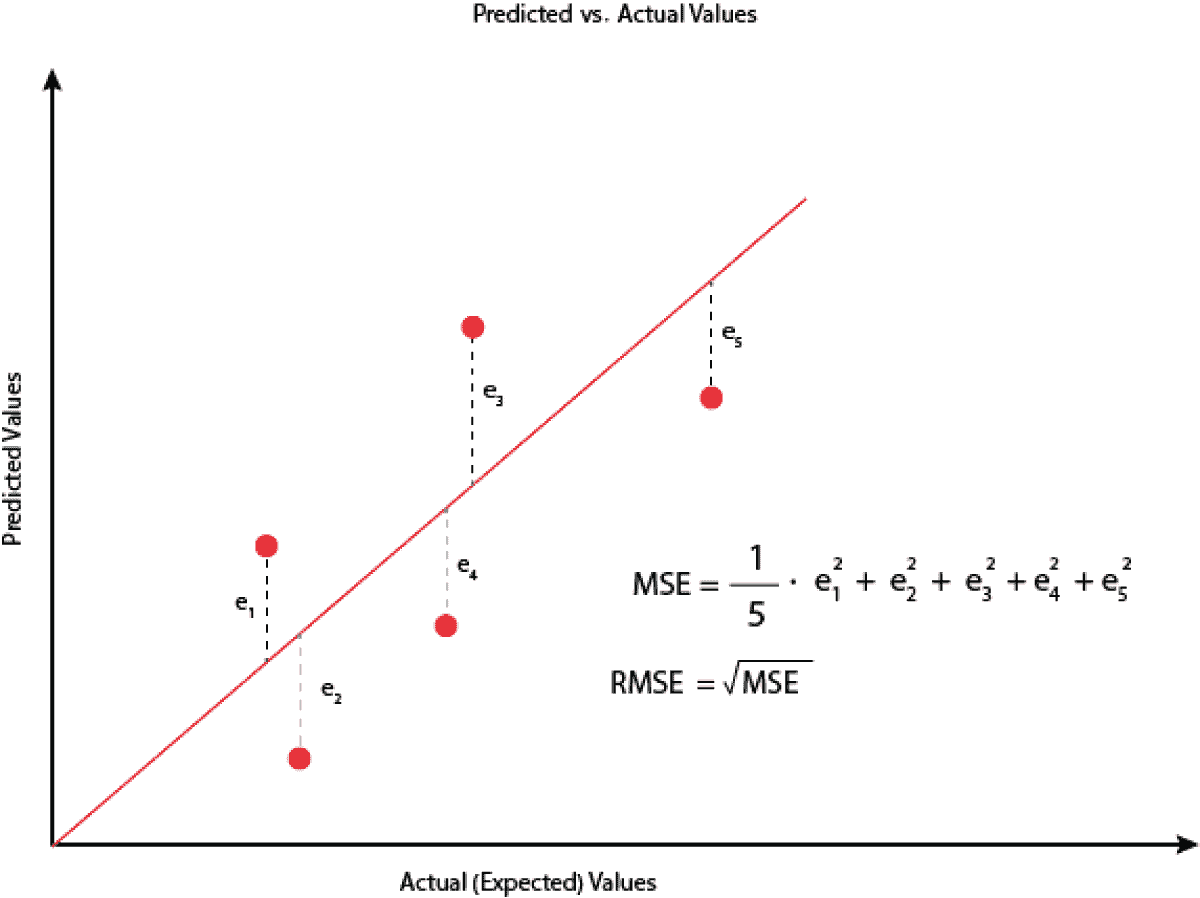 Predicted vs. Actual Values
Predicted Values
e₅
e₃
e₄
e₁
e₂
MSE = 1/5 · e₁² + e₂² + e₃² + e₄² + e₅²
RMSE = √MSE
Actual (Expected) Values